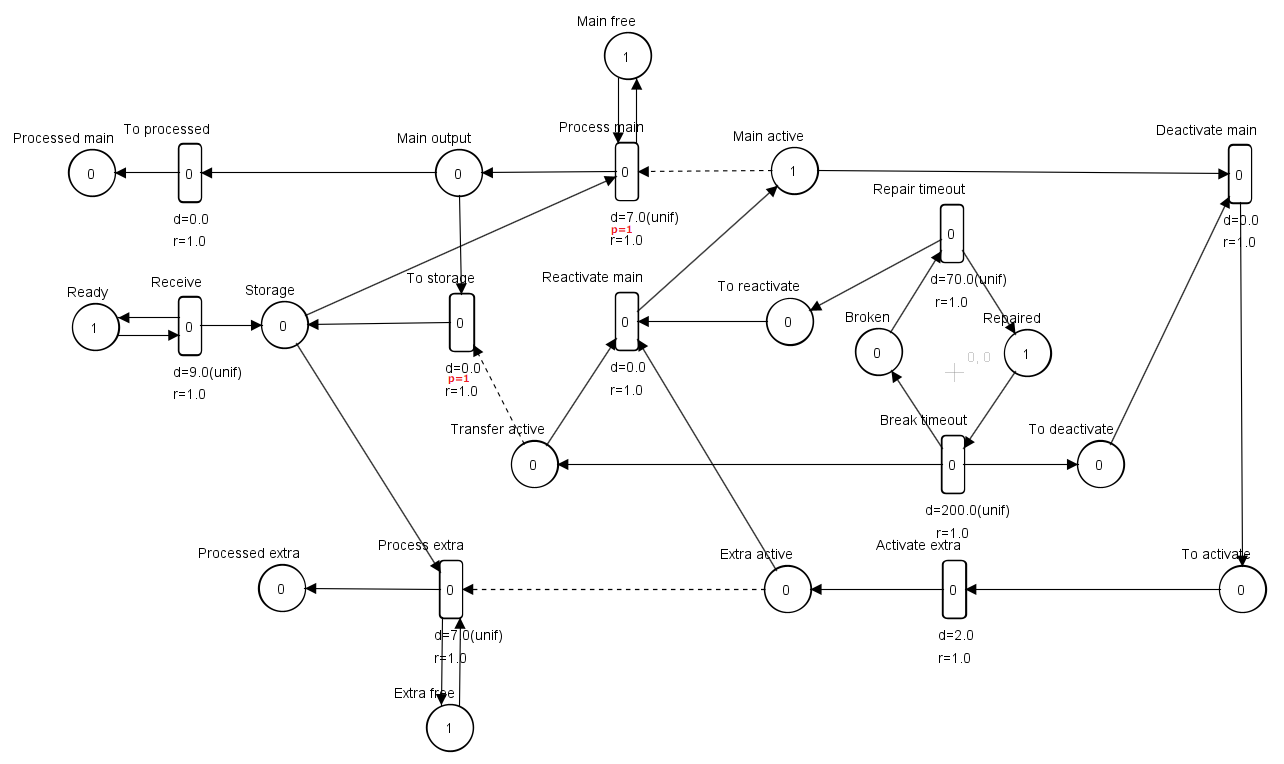 Main free
1
Processed main
To processed
Main output
Process main
Main active
Deactivate main
0
0
0
0
1
0
d=0.0
r=1.0
d=7.0(unif)
p=1
r=1.0
Repair timeout
0
d=70.0(unif)
r=1.0
d=0.0
r=1.0
Ready
Receive
Storage
To storage
Reactivate main
To reactivate
Broken
Repaired
1
0
0
0
0
0
0
1
0, 0
d=9.0(unif)
r=1.0
d=0.0
p=1
r=1.0
d=0.0
r=1.0
Transfer active
0
Break timeout
0
d=200.0(unif)
r=1.0
To deactivate
0
Processed extra
Process extra
Extra active
Activate extra
To activate
0
0
0
0
0
d=7.0(unif)
r=1.0
d=2.0
r=1.0
Extra free
1